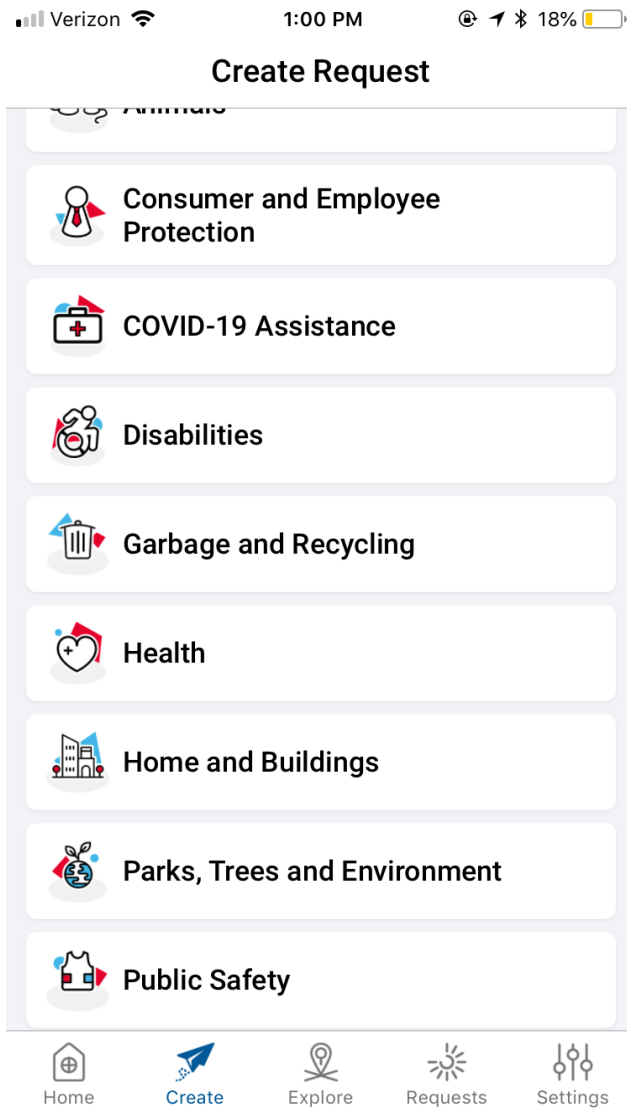 Verizon 1:00 PM 18%
Create Request
Animals
Consumer and Employee
Protection
COVID-19 Assistance
Disabilities
Garbage and Recycling
Health
Home and Buildings
Parks, Trees and Environment
Public Safety
Home Create Explore Requests Settings